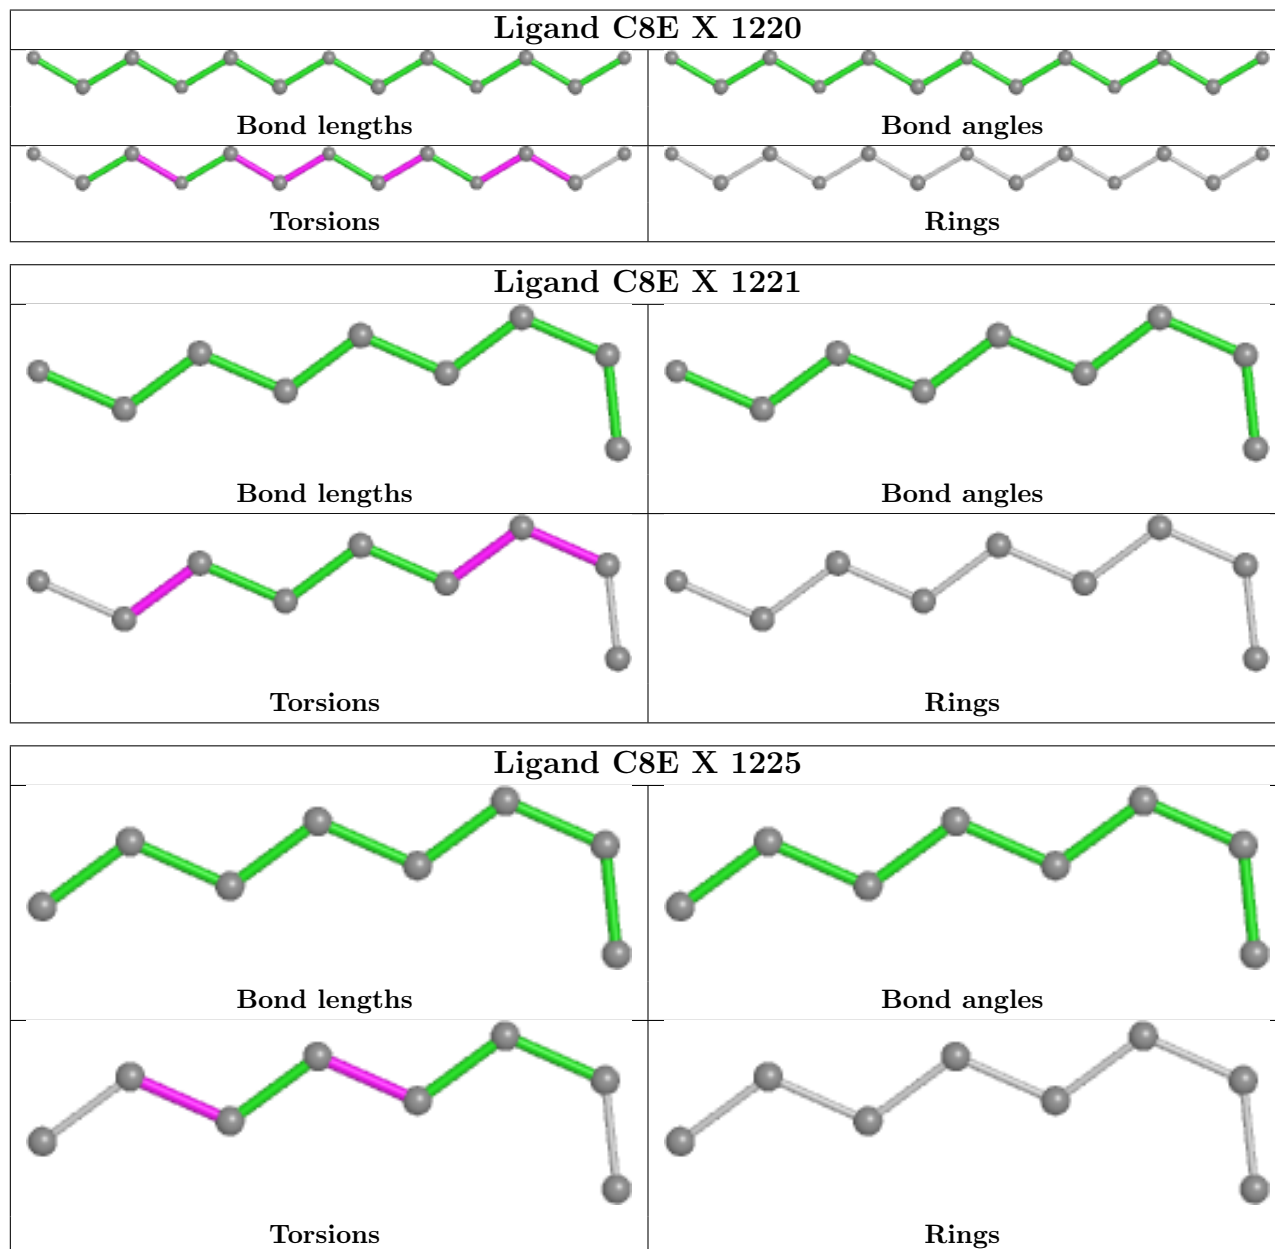 Ligand C8E X 1220
Bond lengths
Bond angles
Torsions
Rings
Ligand C8E X 1221
Bond lengths
Bond angles
Torsions
Rings
Ligand C8E X 1225
Bond lengths
Bond angles
Torsions
Rings